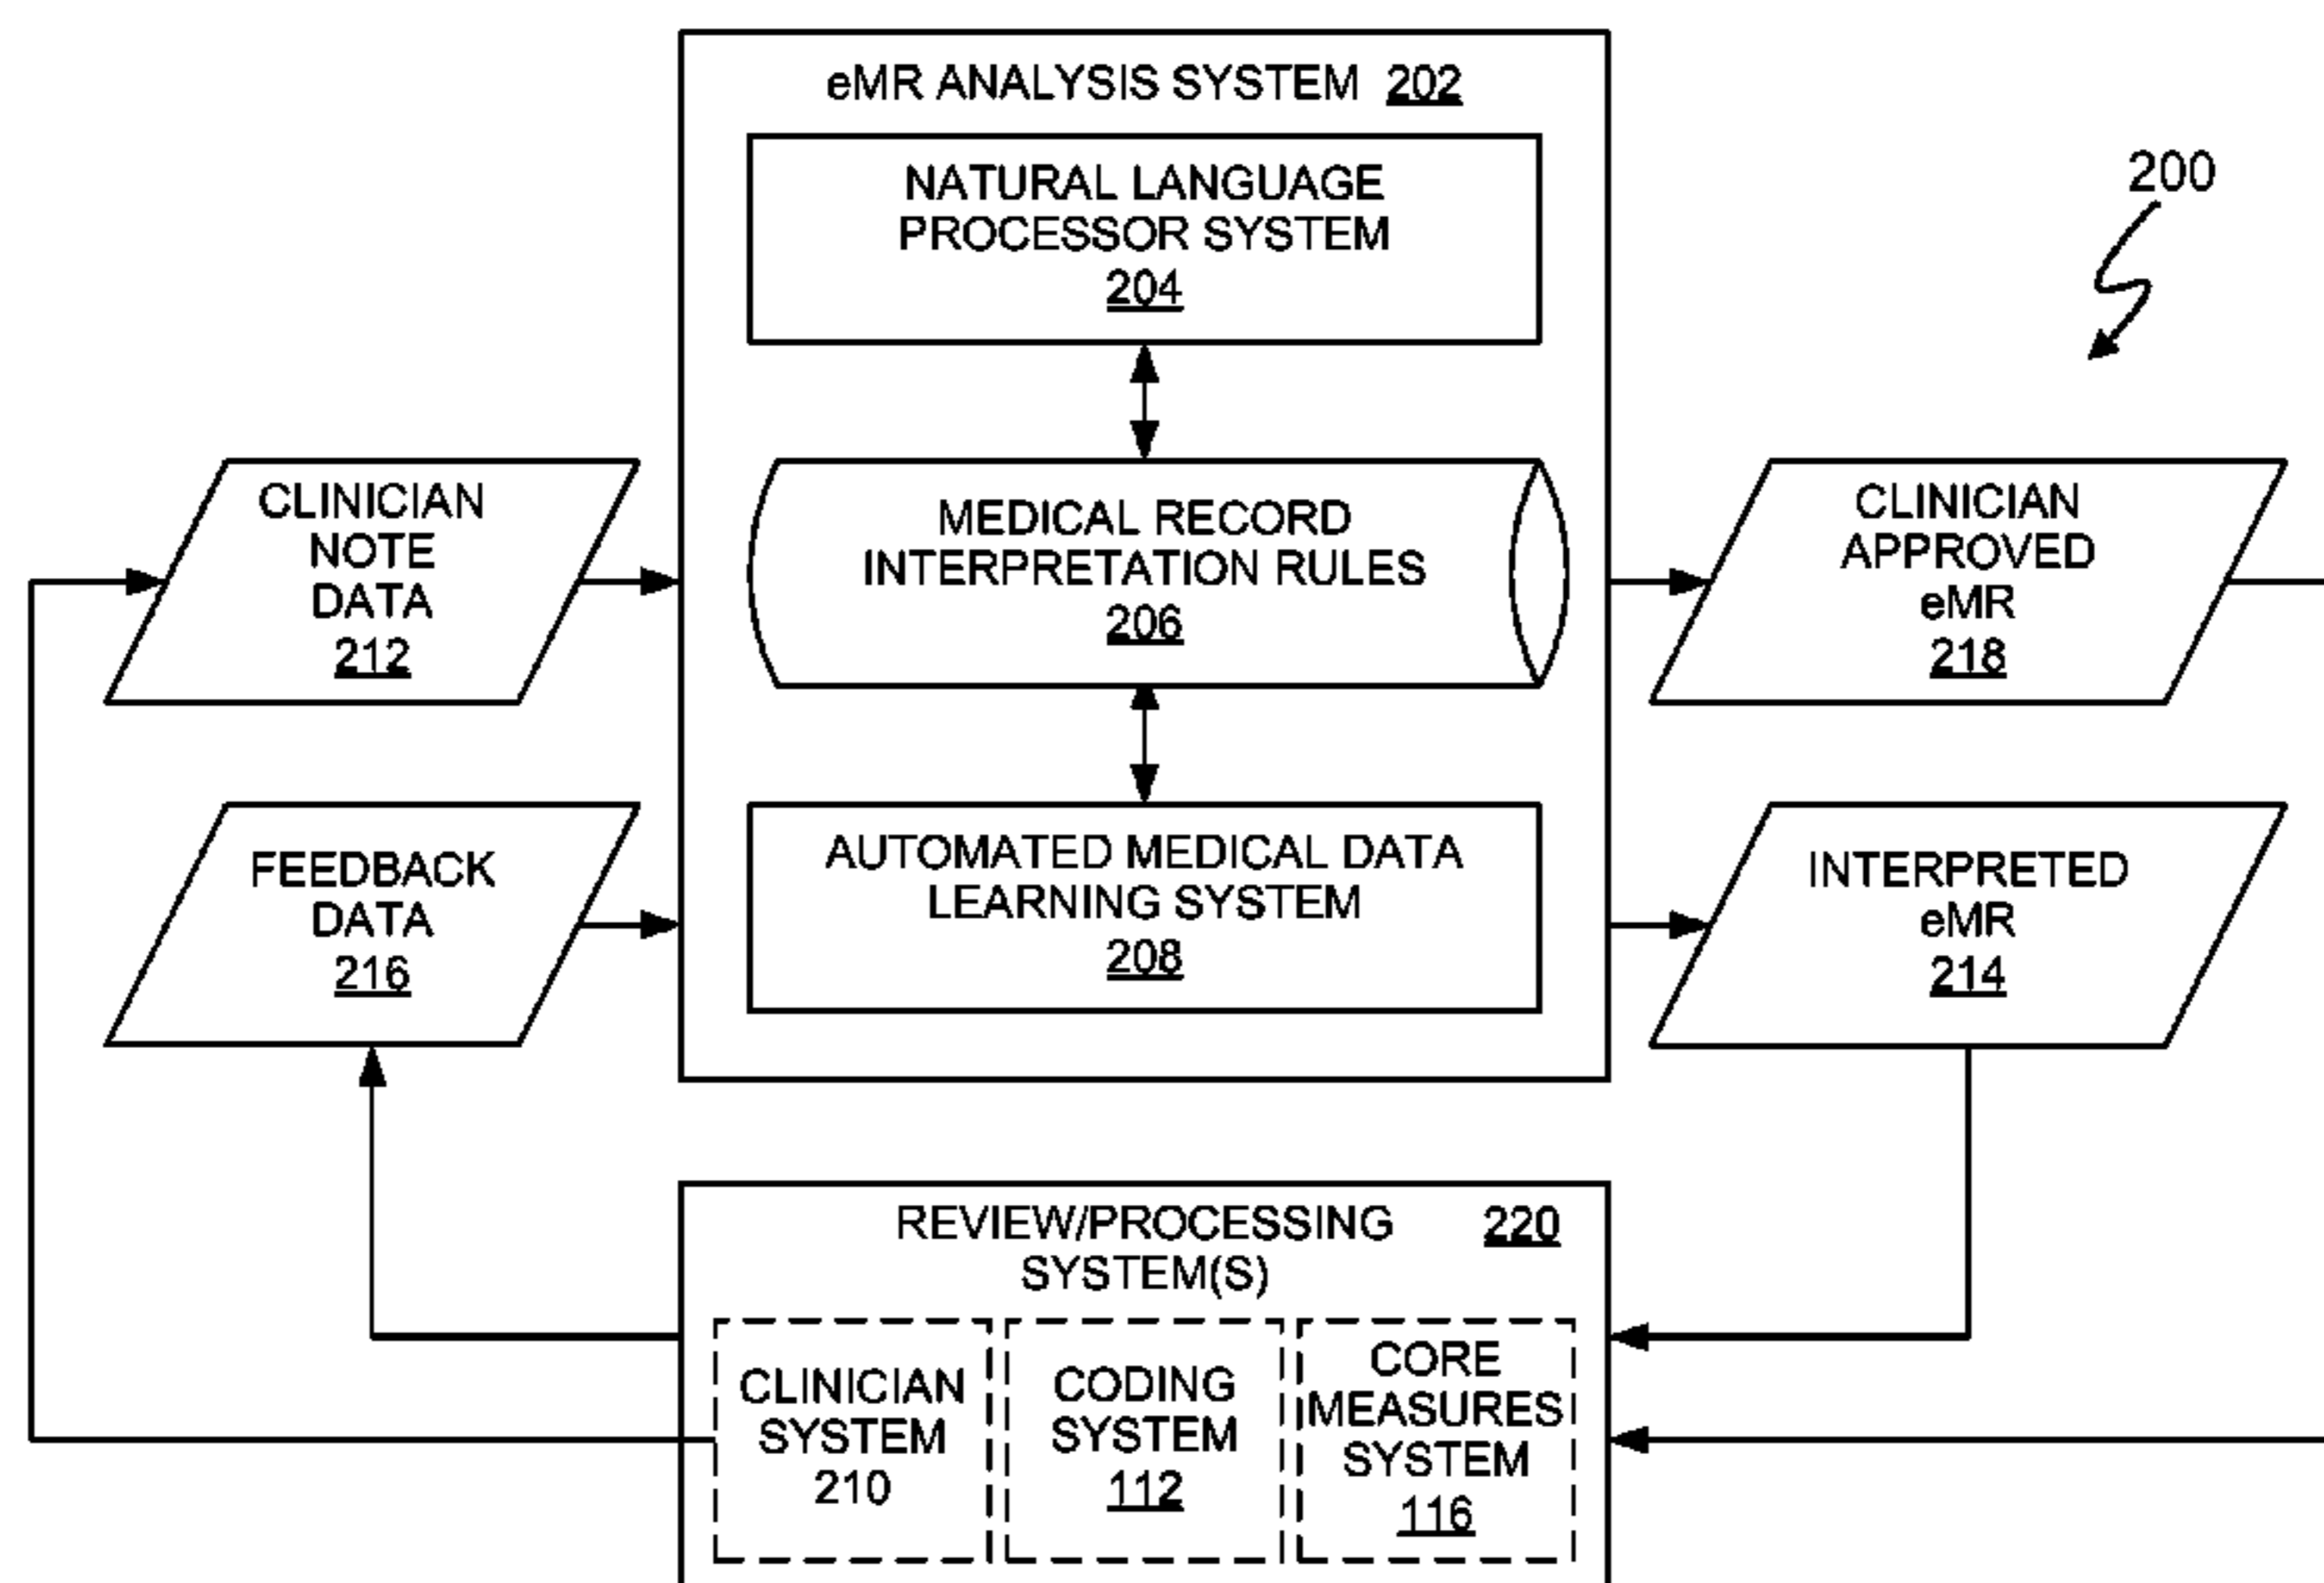 eMR ANALYSIS SYSTEM 202
NATURAL LANGUAGE
PROCESSOR SYSTEM
204
200
CLINICIAN
NOTE
DATA
212
MEDICAL RECORD
INTERPRETATION RULES
206
CLINICIAN
APPROVED
eMR
218
FEEDBACK
DATA
216
AUTOMATED MEDICAL DATA
LEARNING SYSTEM
208
INTERPRETED
eMR
214
REVIEW/PROCESSING 220
SYSTEM(S)
CLINICIAN
SYSTEM
210
CODING
SYSTEM
112
CORE
MEASURES
SYSTEM
116